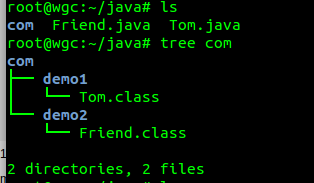 root@wgc:~/java# ls
com  Friend.java  Tom.java
root@wgc:~/java# tree com
com
├── demo1
│   └── Tom.class
└── demo2
    └── Friend.class

2 directories, 2 files